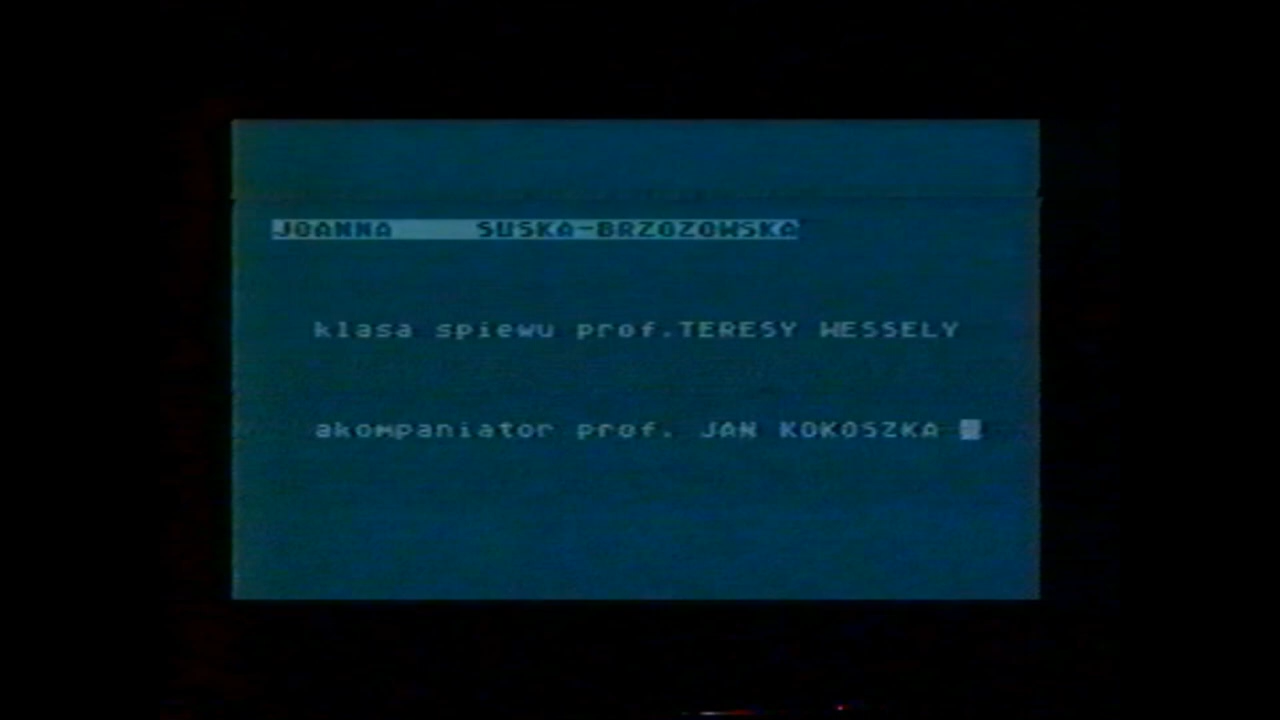 JOANNA SUSKA-BRZOZOWSKA
klasa spiewu prof.TERESY WESSELY
akompaniator prof. JAN KOKOSZKA